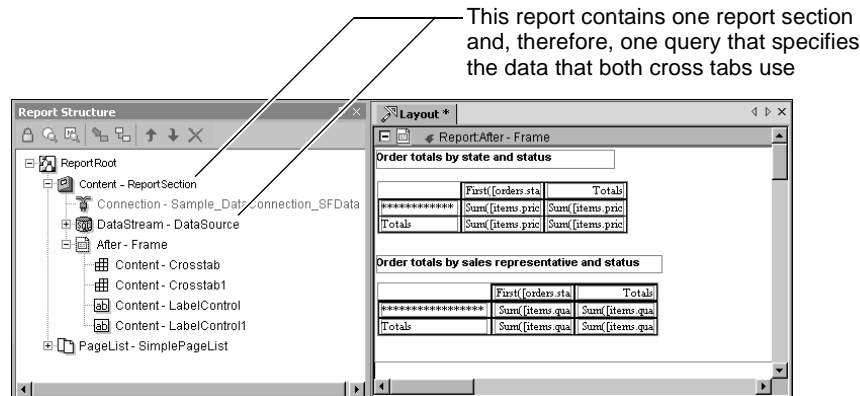 This report contains one report section
and, therefore, one query that specifies
the data that both cross tabs use
Report Structure
ReportRoot
Content - ReportSection
Connection - Sample_DataConnection_SFData
DataStream - DataSource
After - Frame
Content - Crosstab
Content - Crosstab1
Content - LabelControl
Content - LabelControl1
PageList - SimplePageList
Layout *
Report:After - Frame
Order totals by state and status
First([orders.sta Totals
************ Sum([items.pric Sum([items.pric
Totals Sum([items.pric Sum([items.pric
Order totals by sales representative and status
First([orders.sta Totals
***************** Sum([items.qua Sum([items.qua
Totals Sum([items.qua Sum([items.qua